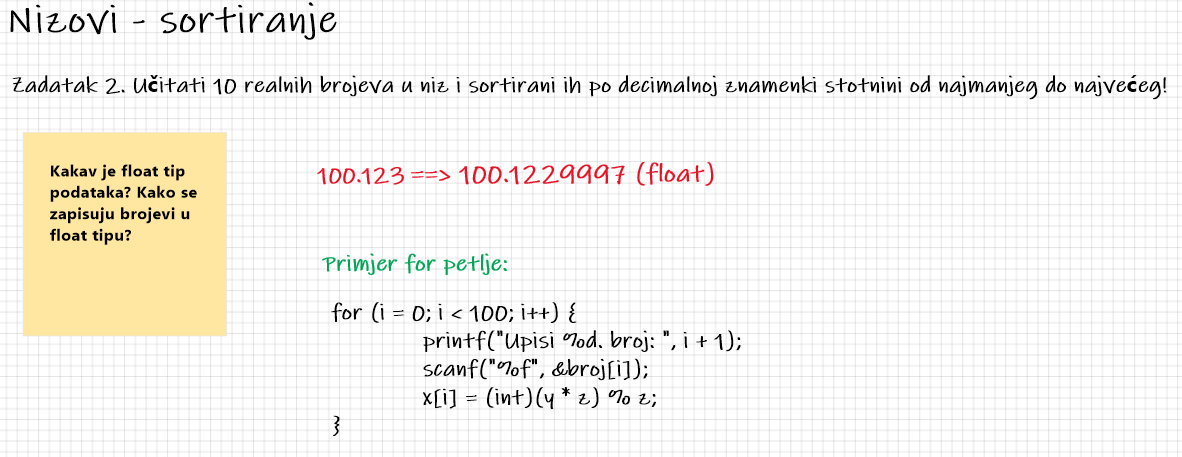 Nizovi - sortiranje
Zadatak 2. Učitati 10 realnih brojeva u niz i sortirani ih po decimalnoj znamenki stotnini od najmanjeg do najvećeg!
Kakav je float tip
podataka? Kako se
zapisuju brojevi u
float tipu?
100.123 ==> 100.1229997 (float)
Primjer for petlje:
for (i = 0; i < 100; i++) {
printf("Upisi %d. broj: ", i + 1);
scanf("%f", &broj[i]);
x[i] = (int)(y * z) % z;
}